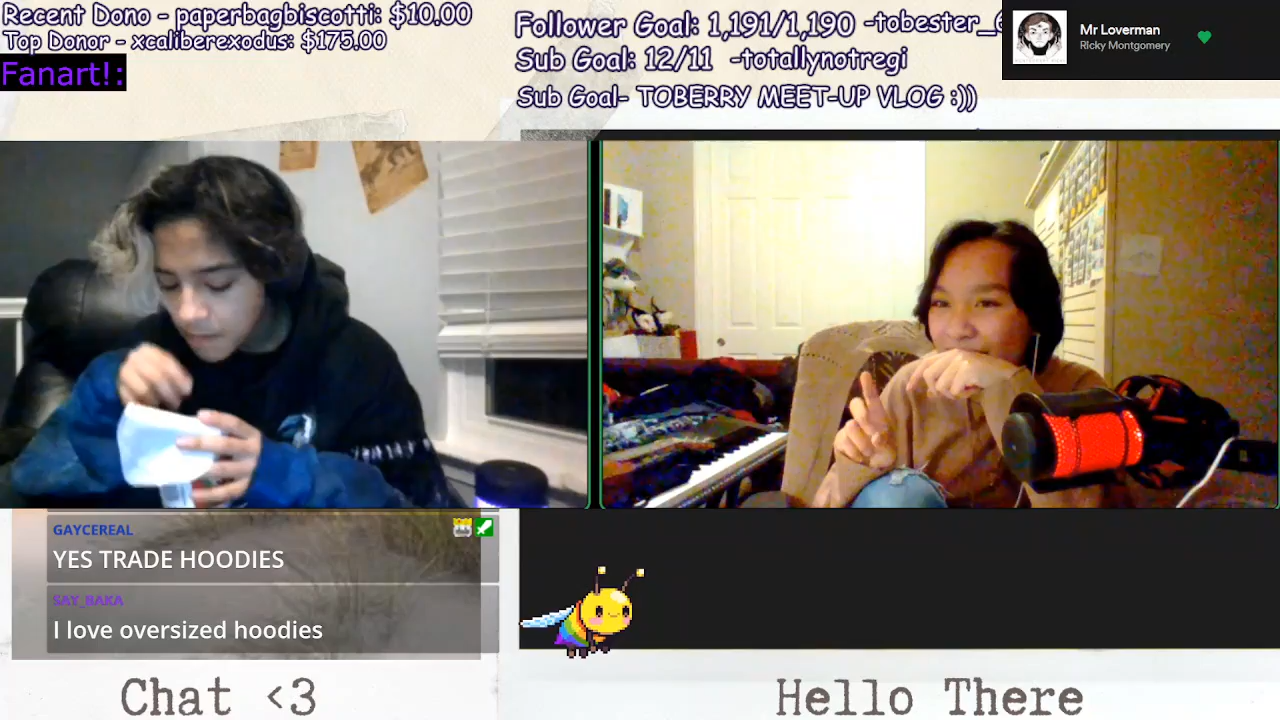 Recent Dono - paperbagbiscotti: $10.00
Top Donor - xcaliberexodus: $175.00
Fanart!:
Follower Goal: 1,191/1,190 -tobester_6
Sub Goal: 12/11 -totallynotregi
Sub Goal- TOBERRY MEET-UP VLOG :))
Mr Loverman
RIcky Montgomery
GAYCEREAL
YES TRADE HOODIES
SAY_BAKA
I love oversized hoodies
Chat <3
Hello There